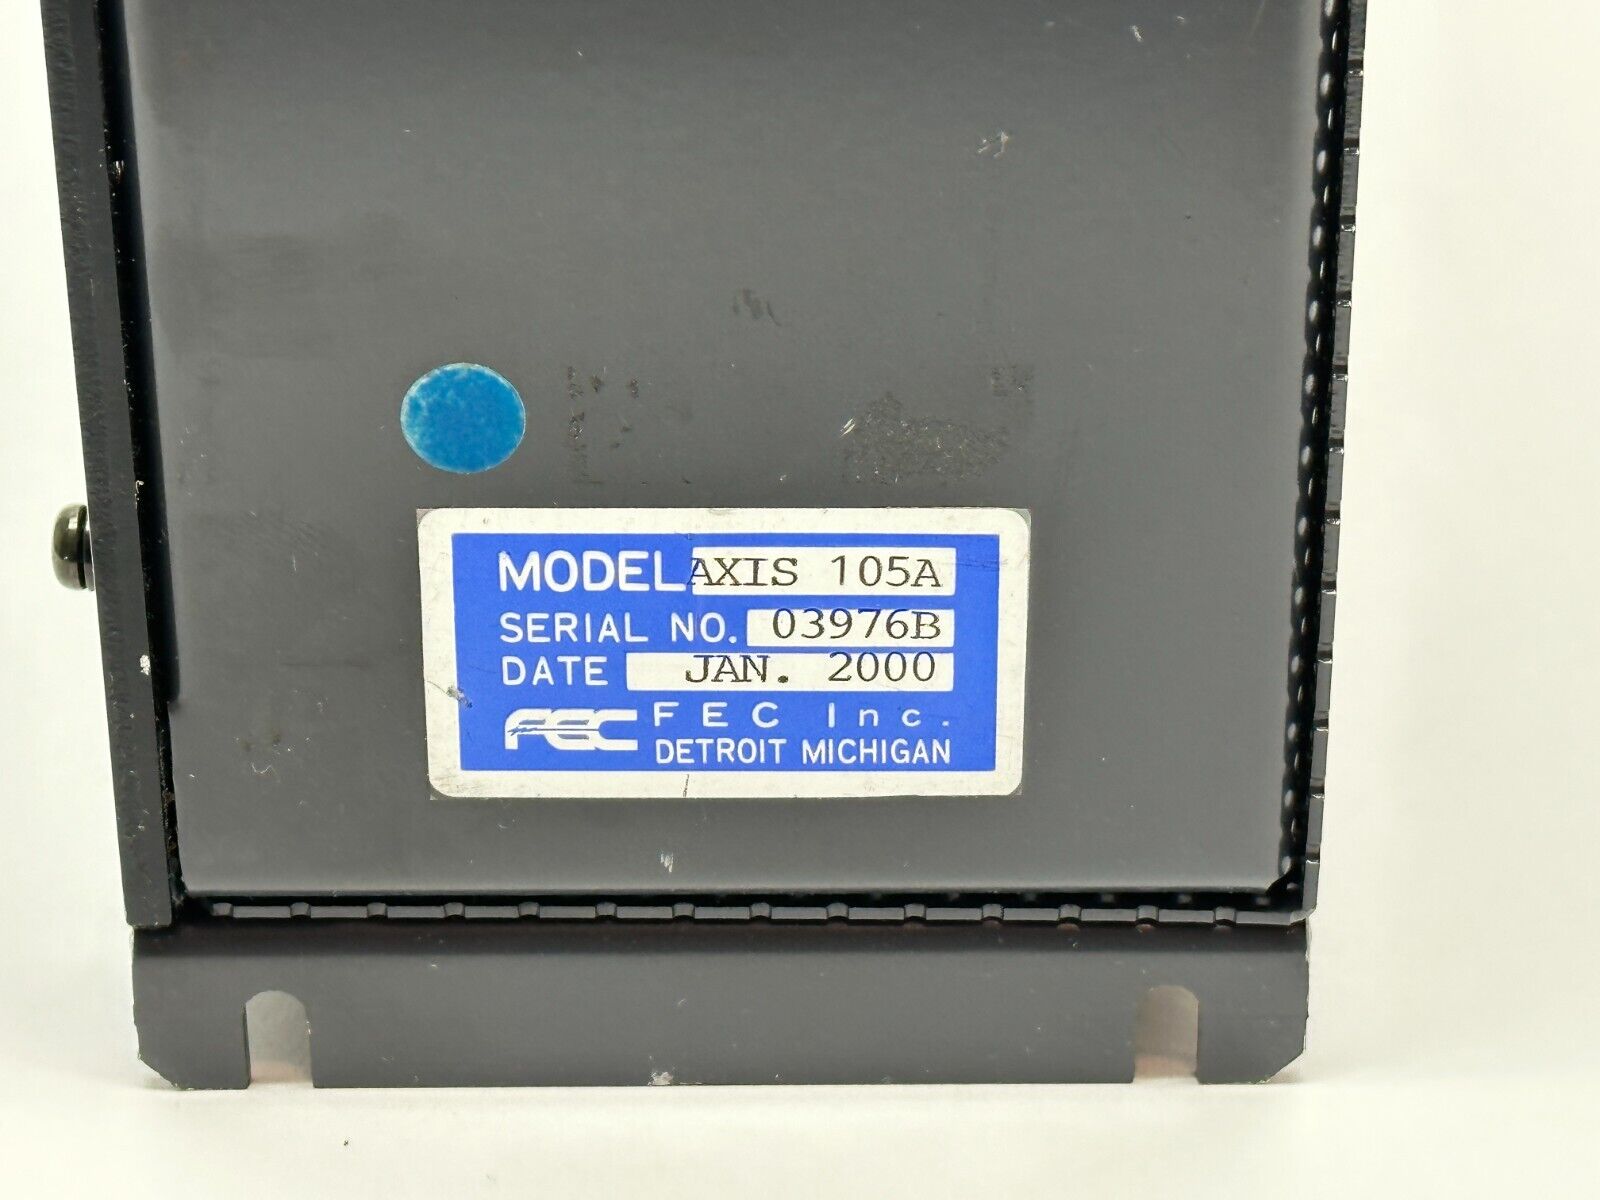 MODEL AXIS 105A
SERIAL NO. 03976B
DATE JAN. 2000
FEC FEC Inc.
DETROIT MICHIGAN